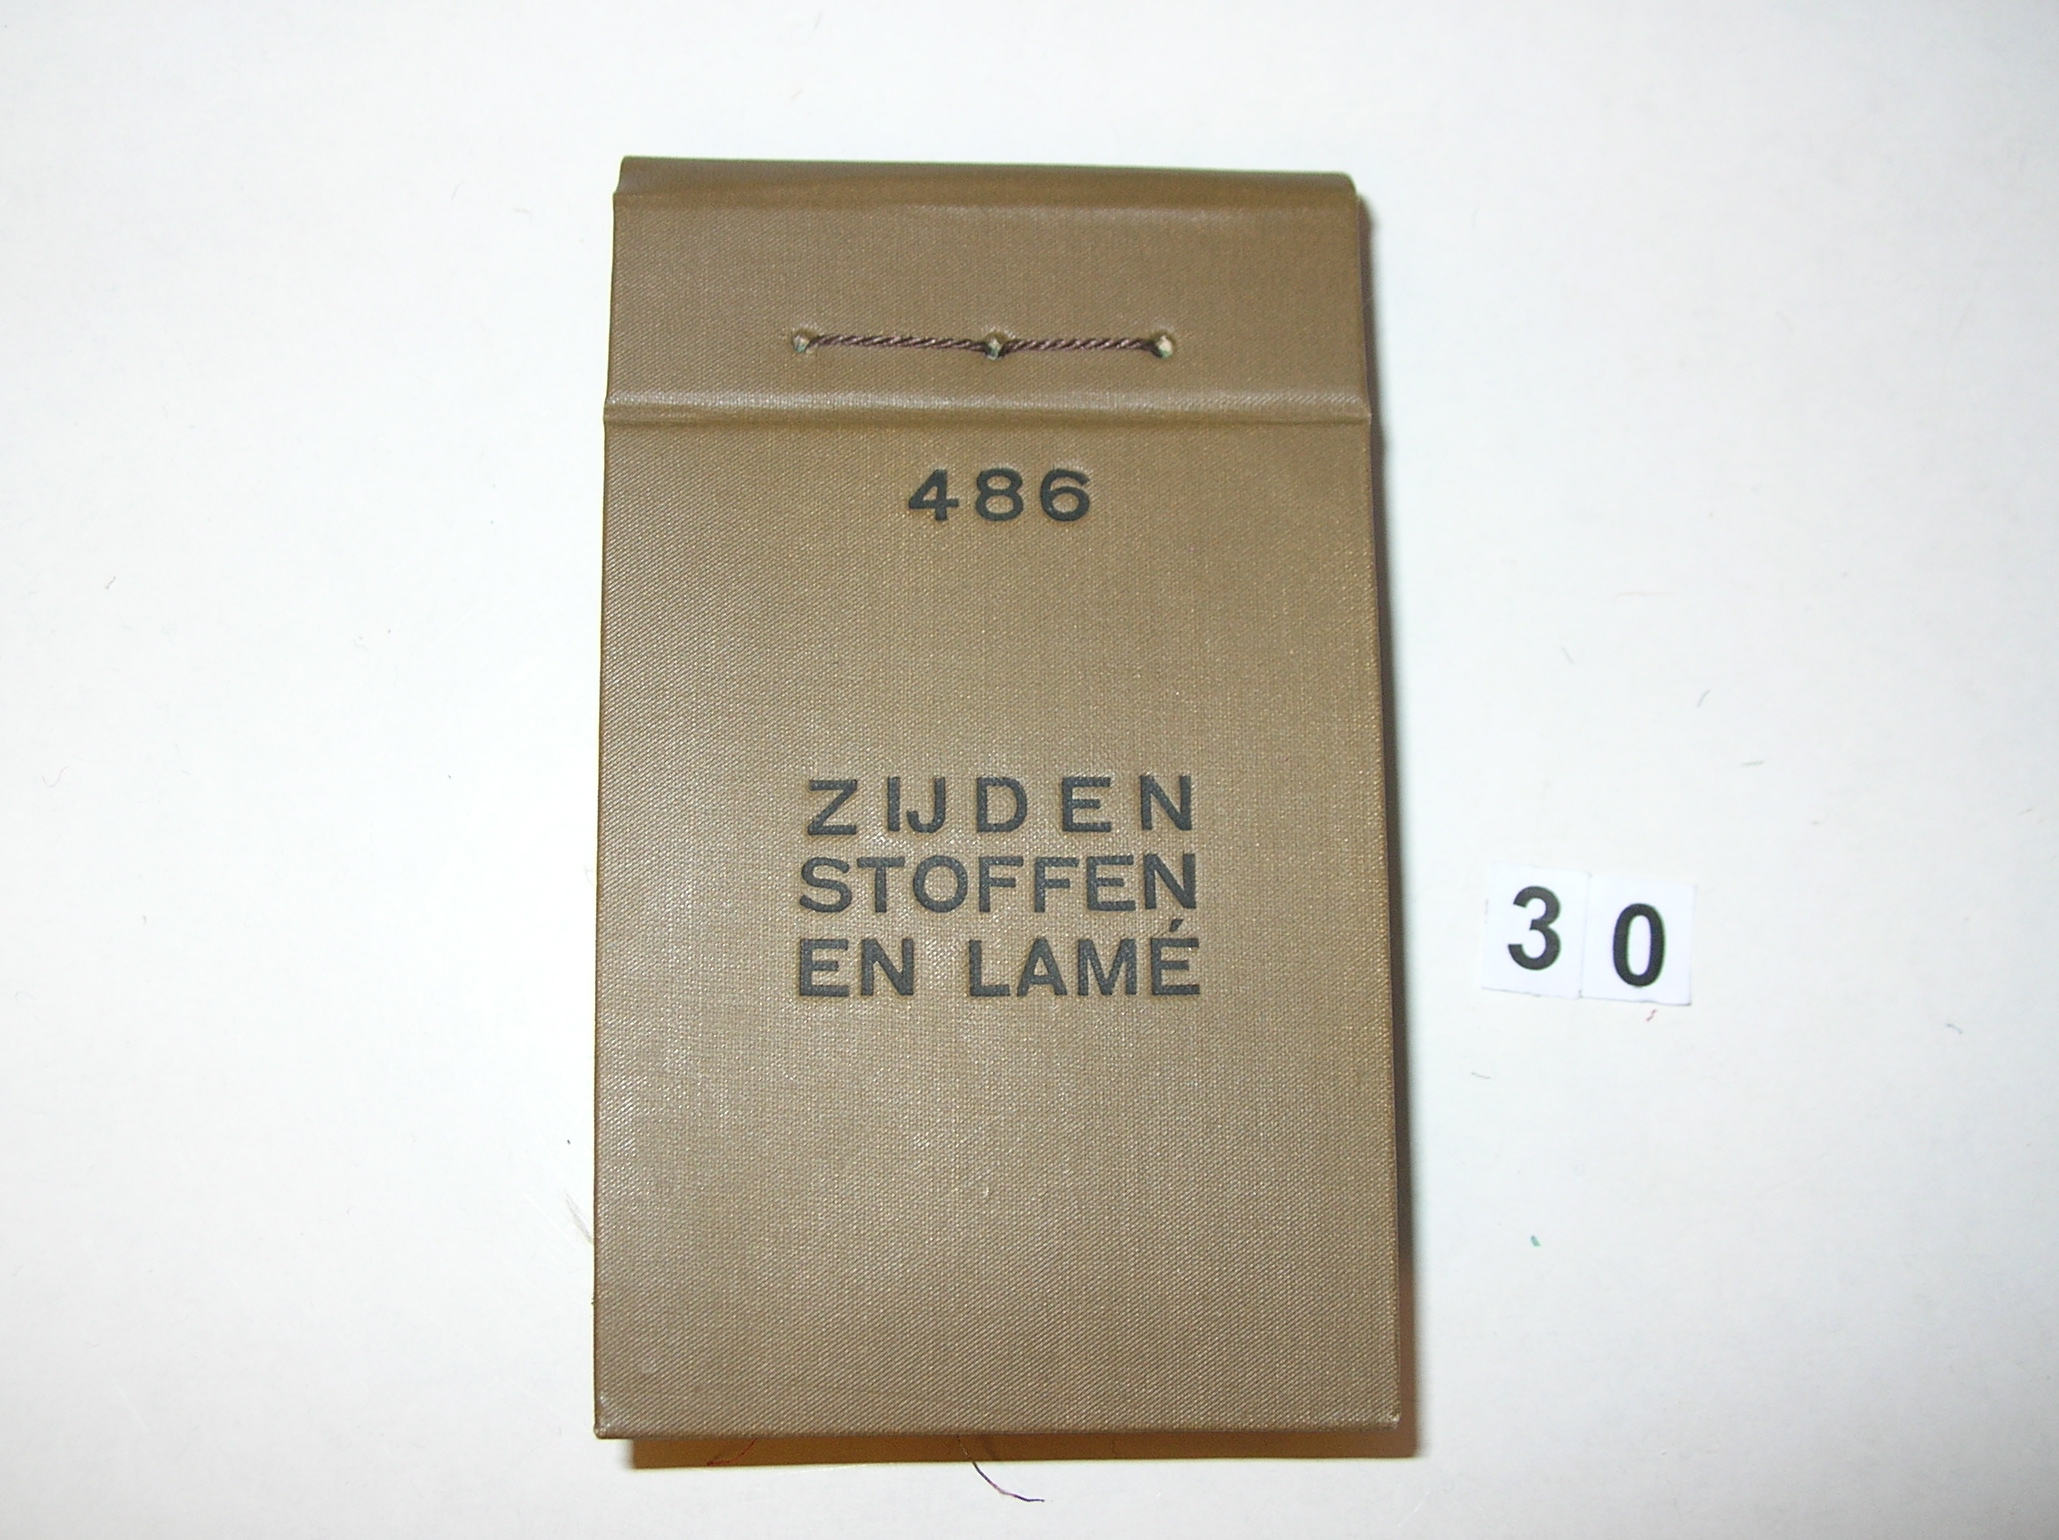 486
ZIJDEN
STOFFEN
EN LAMÉ
30